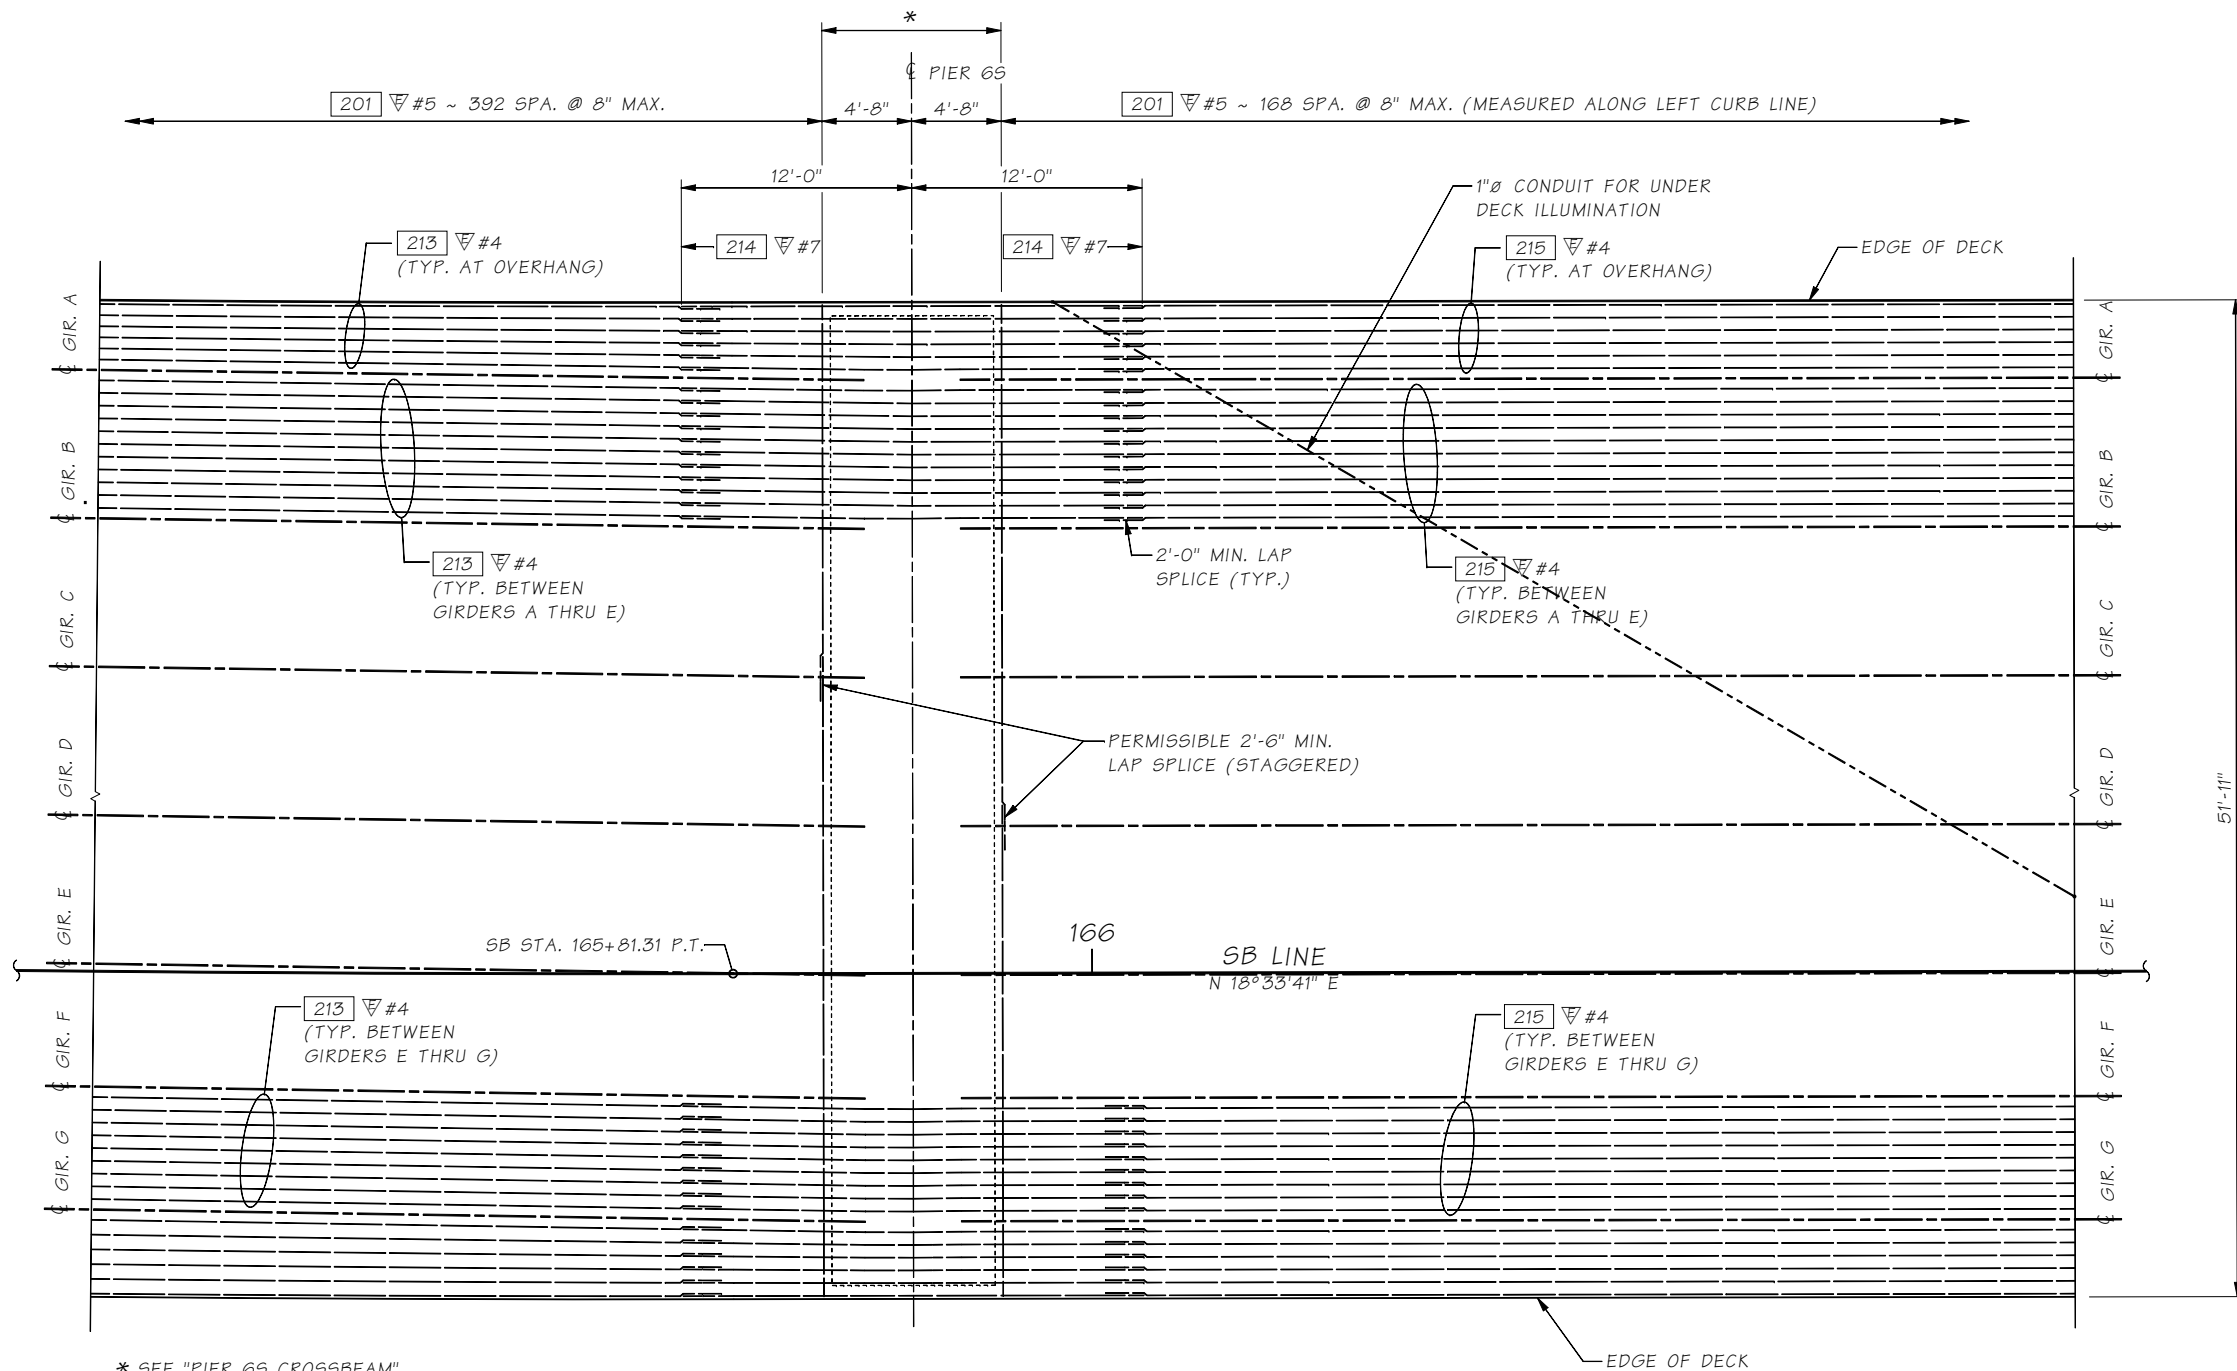 *
℄ PIER 6S
201 E #5 ~ 392 SPA. @ 8" MAX.
4'-8"
4'-8"
201 E #5 ~ 168 SPA. @ 8" MAX. (MEASURED ALONG LEFT CURB LINE)
12'-0"
12'-0"
1"ø CONDUIT FOR UNDER
DECK ILLUMINATION
213 E #4
(TYP. AT OVERHANG)
214 E #7
214 E #7
215 E #4
(TYP. AT OVERHANG)
EDGE OF DECK
℄ GIR. A
℄ GIR. A
℄ GIR. B
℄ GIR. B
213 E #4
(TYP. BETWEEN
GIRDERS A THRU E)
2'-0" MIN. LAP
SPLICE (TYP.)
215 E #4
(TYP. BETWEEN
GIRDERS A THRU E)
℄ GIR. C
℄ GIR. C
PERMISSIBLE 2'-6" MIN.
LAP SPLICE (STAGGERED)
℄ GIR. D
℄ GIR. D
51'-11"
℄ GIR. E
℄ GIR. E
SB STA. 165+81.31 P.T.
166
SB LINE
N 18°33'41" E
213 E #4
(TYP. BETWEEN
GIRDERS E THRU G)
215 E #4
(TYP. BETWEEN
GIRDERS E THRU G)
℄ GIR. F
℄ GIR. F
℄ GIR. G
℄ GIR. G
* SEE "PIER 6S CROSSBEAM"
EDGE OF DECK